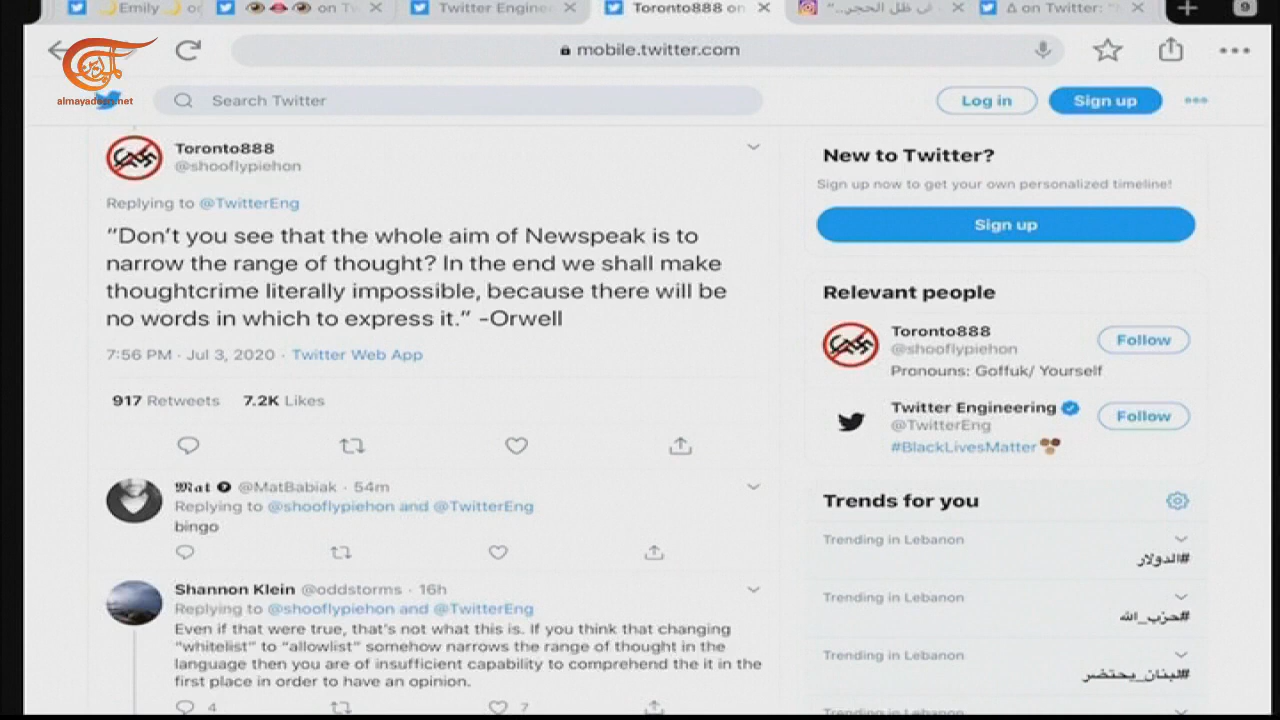 Emily
on Tw
Twitter Engine
Toronto888 on
"..في ظل الحجر
Δ on Twitter: "
9
mobile.twitter.com
almayadeen.net
Search Twitter
Log in
Sign up
Toronto888
@shooflypiehon
Replying to @TwitterEng
“Don’t you see that the whole aim of Newspeak is to
narrow the range of thought? In the end we shall make
thoughtcrime literally impossible, because there will be
no words in which to express it.” -Orwell
7:56 PM · Jul 3, 2020 · Twitter Web App
917 Retweets 7.2K Likes
Mat @MatBabiak · 54m
Replying to @shooflypiehon and @TwitterEng
bingo
Shannon Klein @oddstorms · 16h
Replying to @shooflypiehon and @TwitterEng
Even if that were true, that's not what this is. If you think that changing
"whitelist" to "allowlist" somehow narrows the range of thought in the
language then you are of insufficient capability to comprehend the it in the
first place in order to have an opinion.
4 7
New to Twitter?
Sign up now to get your own personalized timeline!
Sign up
Relevant people
Toronto888
@shooflypiehon
Follow
Pronouns: Goffuk/ Yourself
Twitter Engineering
@TwitterEng
Follow
#BlackLivesMatter
Trends for you
Trending in Lebanon
#الدولار
Trending in Lebanon
#حزب_الله
Trending in Lebanon
#لبنان_يحتضر
Trending in Lebanon